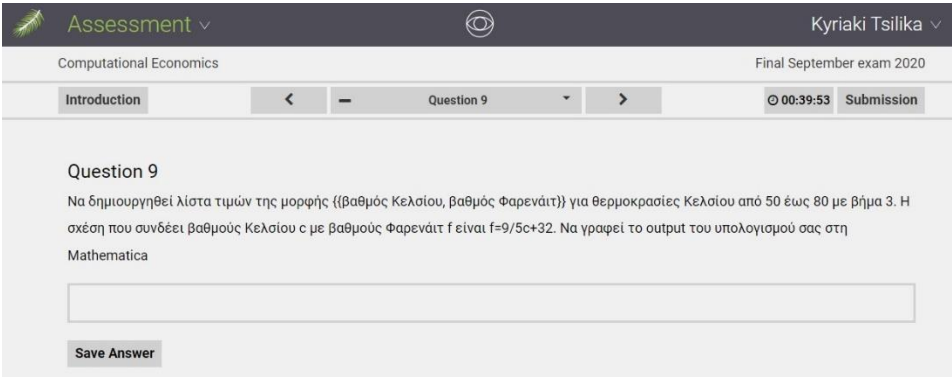 Assessment
Kyriaki Tsilika
Computational Economics
Final September exam 2020
Introduction
Question 9
00:39:53
Submission
Question 9
Να δημιουργηθεί λίστα τιμών της μορφής {{βαθμός Κελσίου, βαθμός Φαρενάιτ}} για θερμοκρασίες Κελσίου από 50 έως 80 με βήμα 3. Η
σχέση που συνδέει βαθμούς Κελσίου c με βαθμούς Φαρενάιτ f είναι f=9/5c+32. Να γραφεί το output του υπολογισμού σας στη
Mathematica
Save Answer